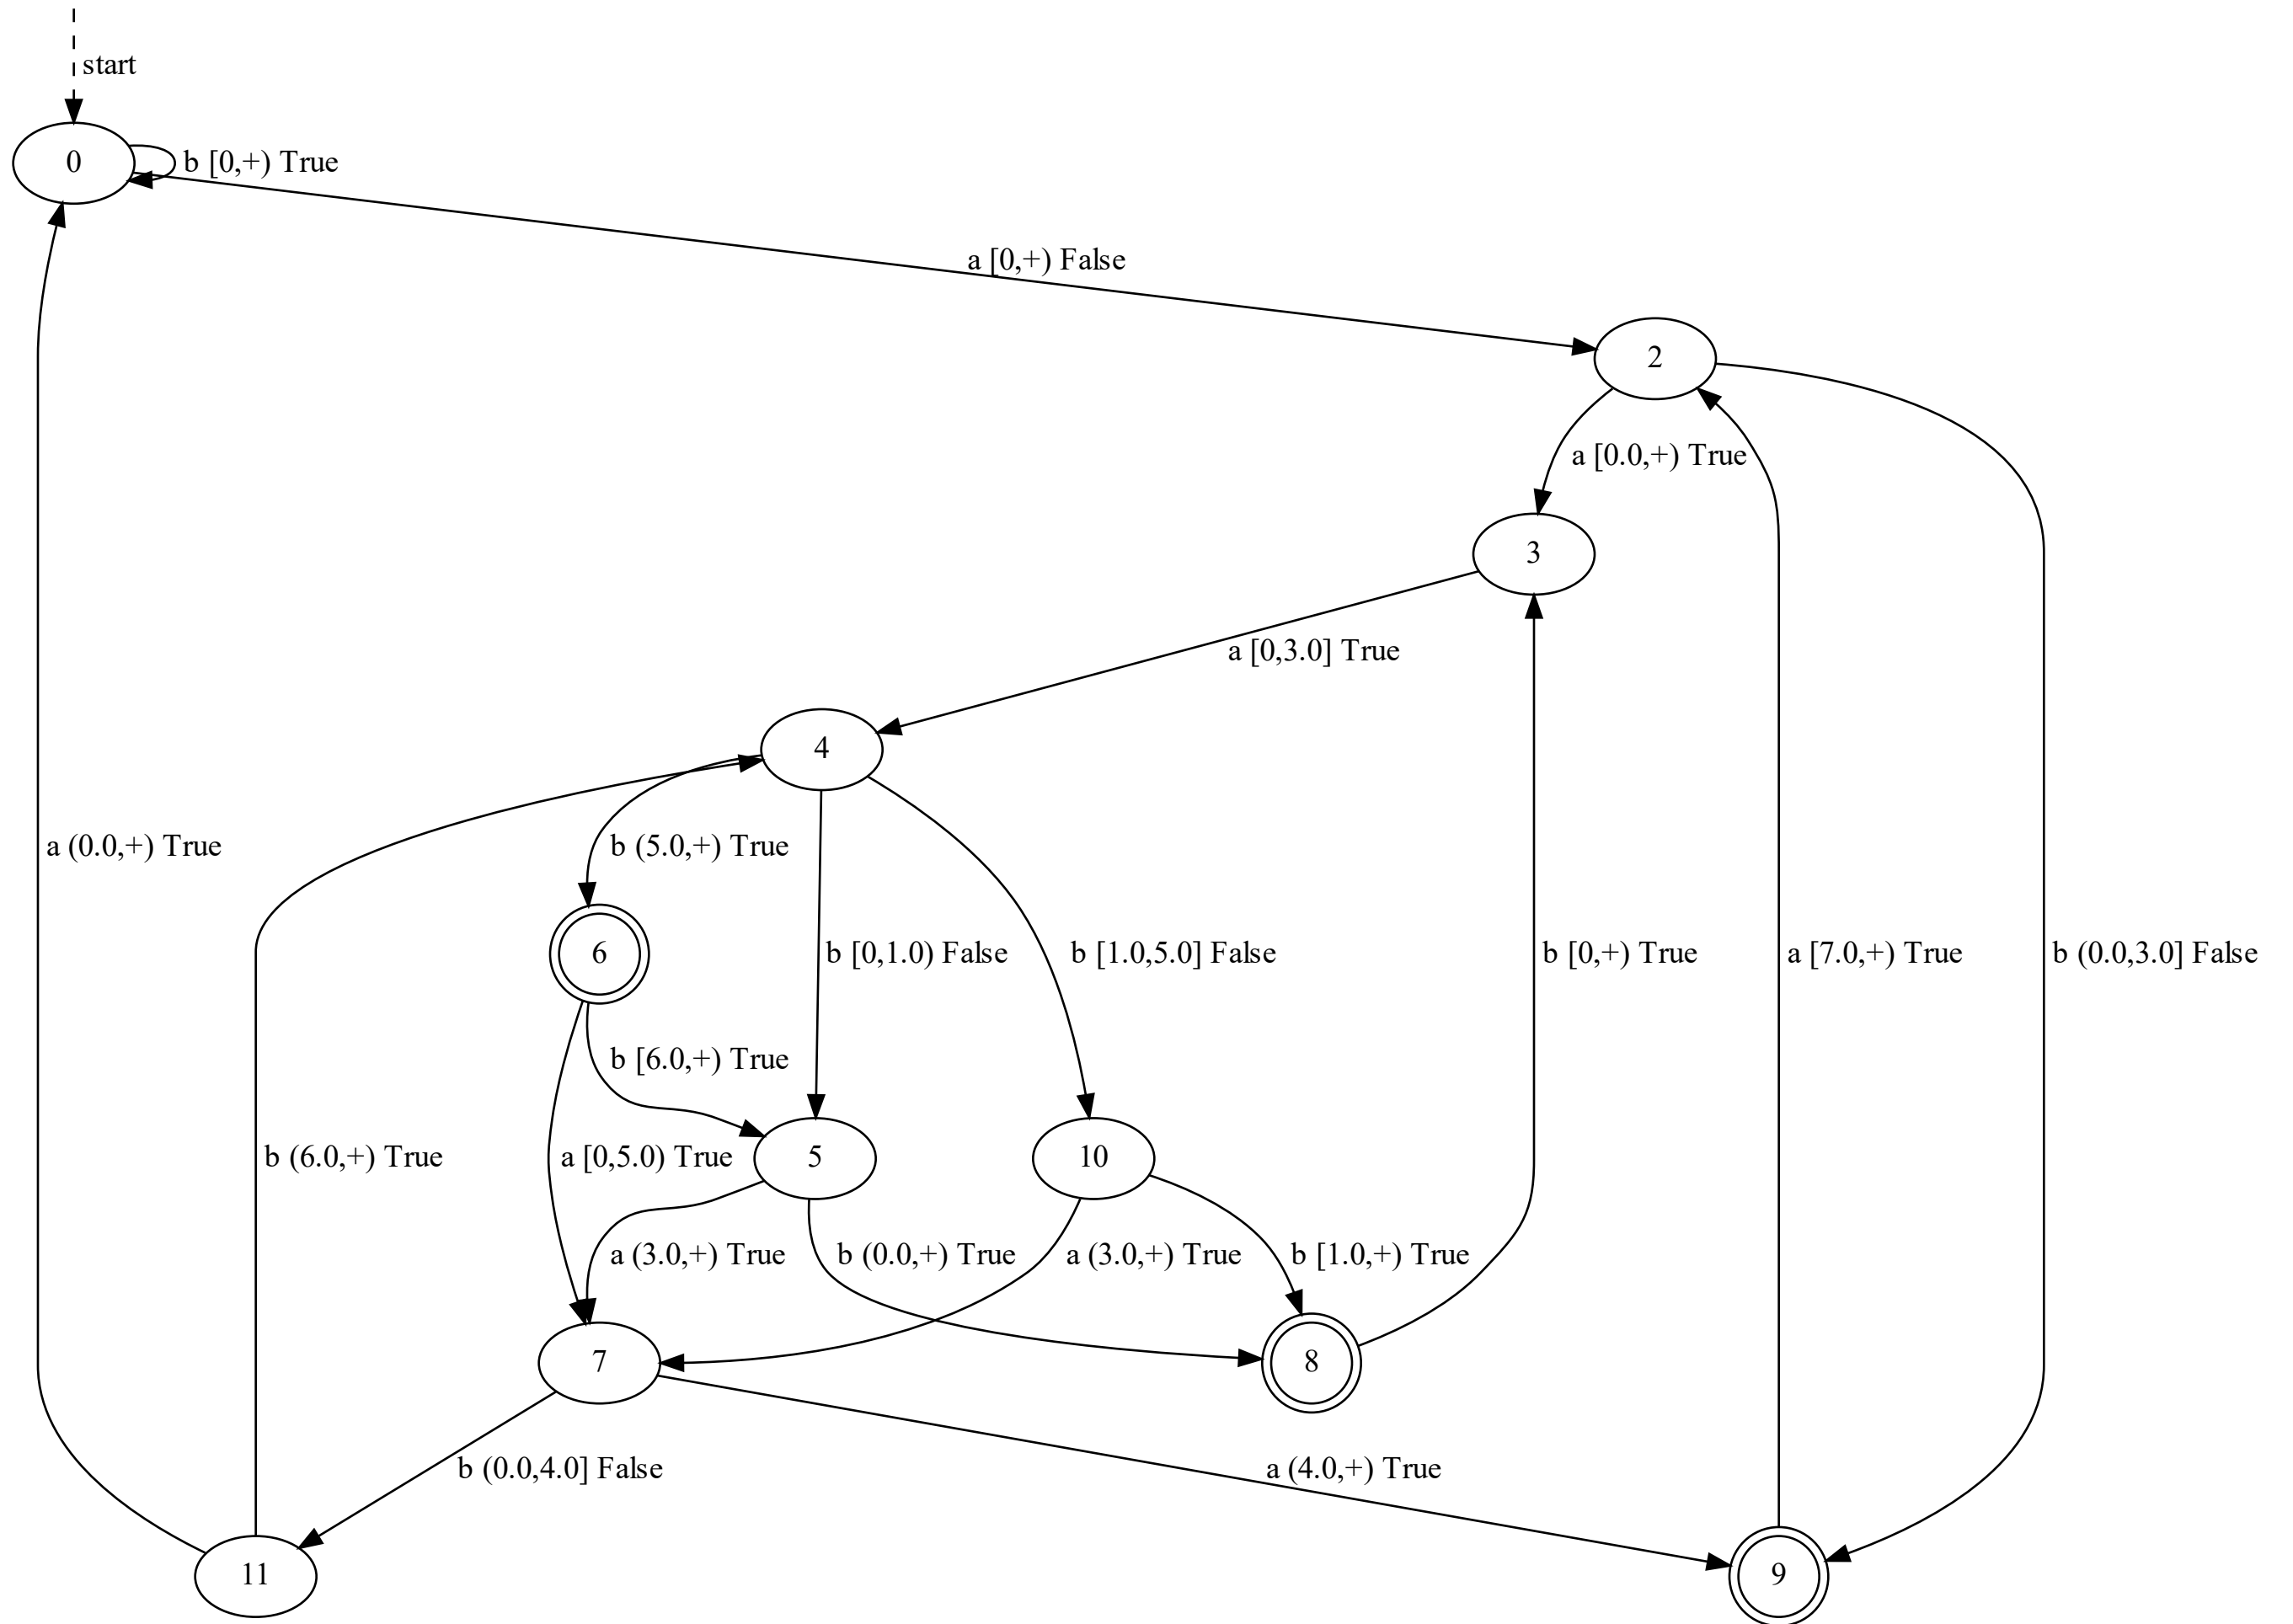 start
0
b [0,+) True
a [0,+) False
2
a [0.0,+) True
3
a [0,3.0] True
4
a (0.0,+) True
b (5.0,+) True
6
b [0,1.0) False
b [1.0,5.0] False
b [0,+) True
a [7.0,+) True
b (0.0,3.0] False
b [6.0,+) True
b (6.0,+) True
a [0,5.0) True
5
10
a (3.0,+) True
b (0.0,+) True
a (3.0,+) True
b [1.0,+) True
7
8
b (0.0,4.0] False
a (4.0,+) True
11
9